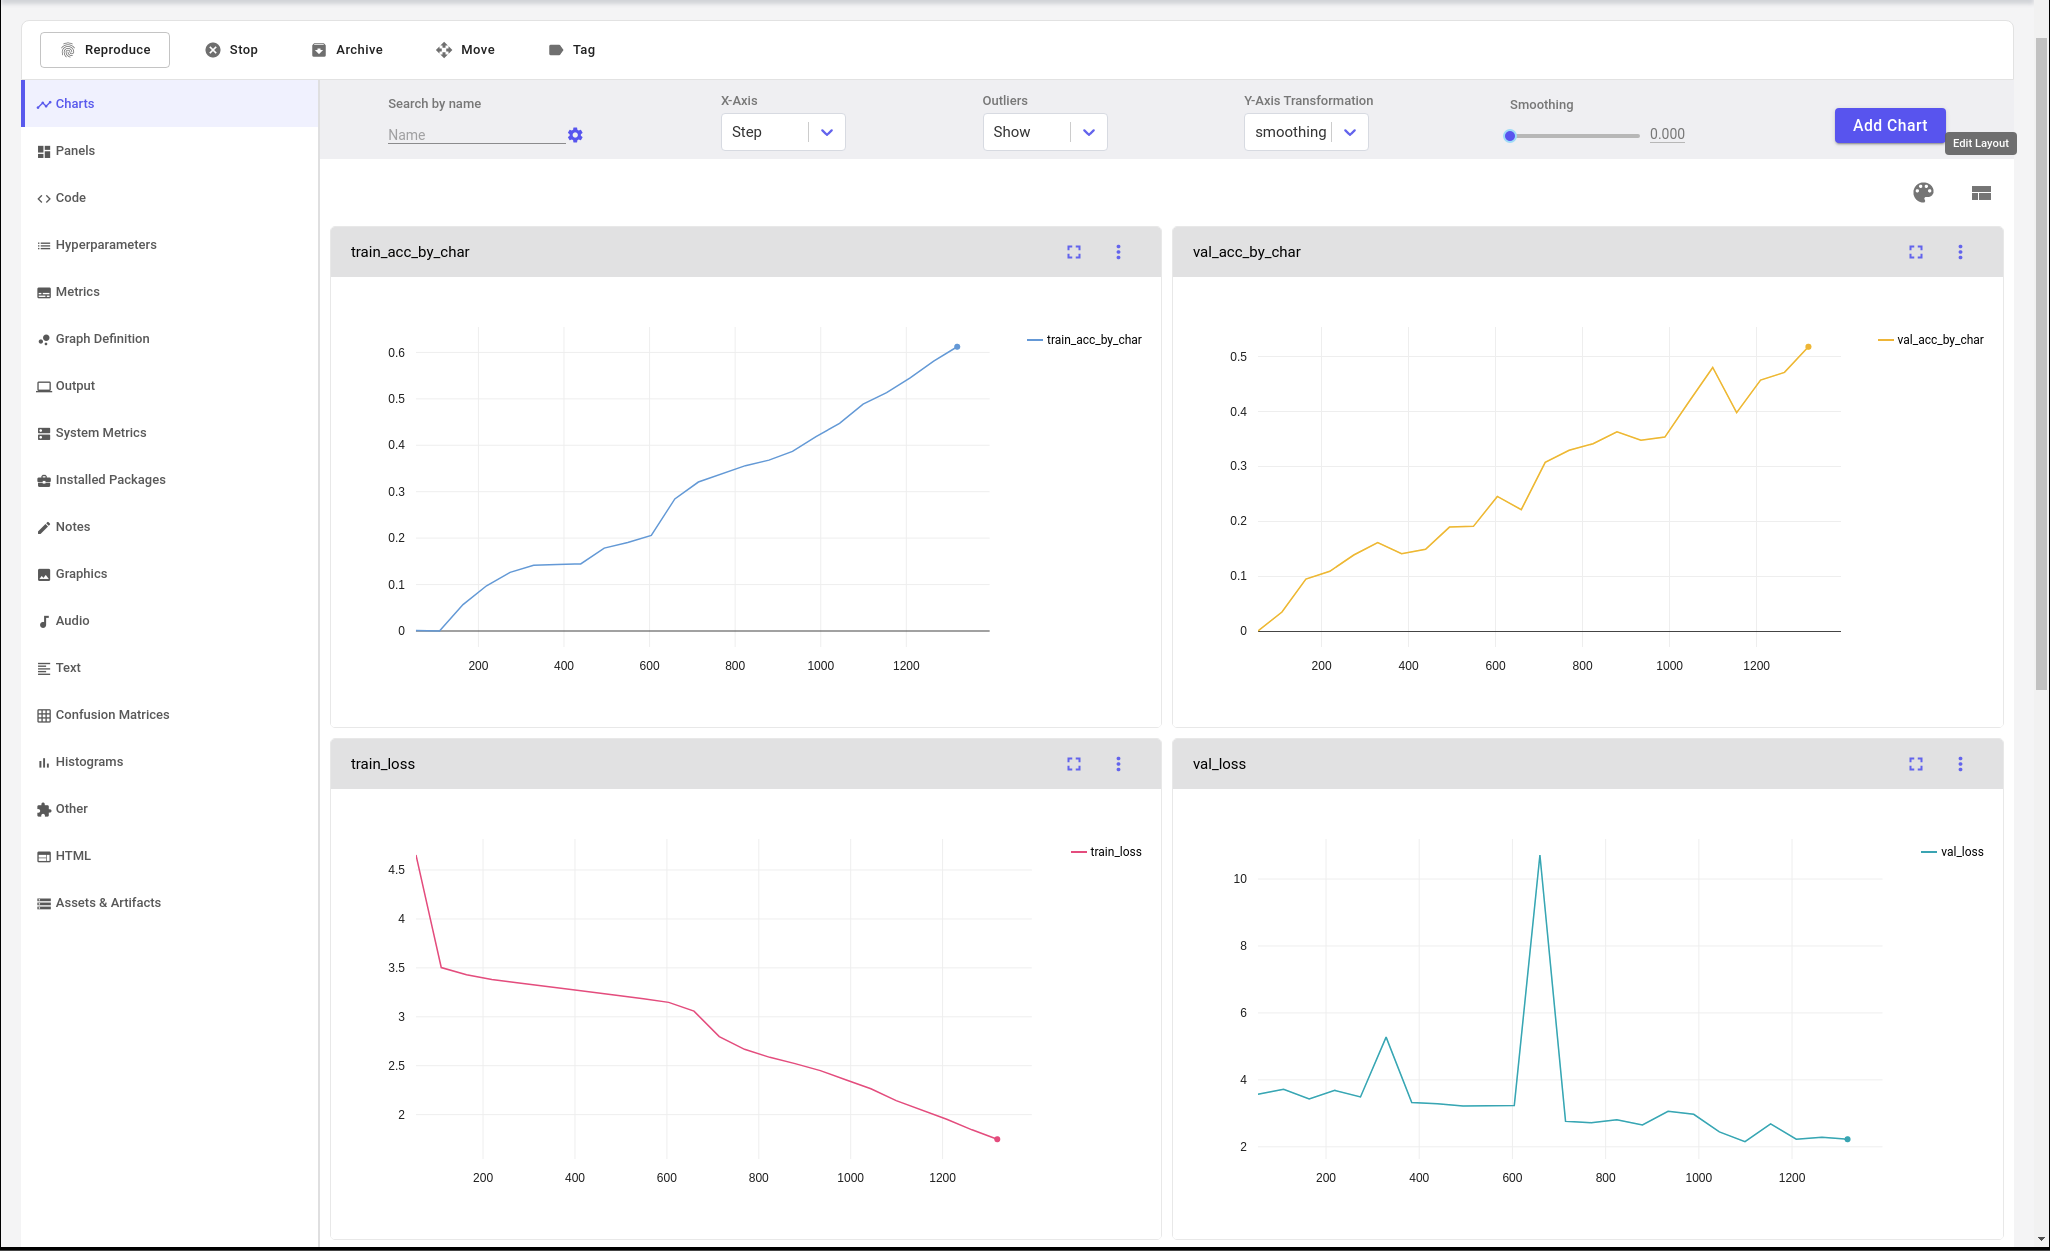 Reproduce
Stop
Archive
Move
Tag
Charts
Panels
Code
Hyperparameters
Metrics
Graph Definition
Output
System Metrics
Installed Packages
Notes
Graphics
Audio
Text
Confusion Matrices
Histograms
Other
HTML
Assets & Artifacts
Search by name
Name
X-Axis
Step
Outliers
Show
Y-Axis Transformation
smoothing
Smoothing
0.000
Add Chart
Edit Layout
train_acc_by_char
train_acc_by_char
0.6
0.5
0.4
0.3
0.2
0.1
0
200 400 600 800 1000 1200
val_acc_by_char
val_acc_by_char
0.5
0.4
0.3
0.2
0.1
0
200 400 600 800 1000 1200
train_loss
train_loss
4.5
4
3.5
3
2.5
2
200 400 600 800 1000 1200
val_loss
val_loss
10
8
6
4
2
200 400 600 800 1000 1200